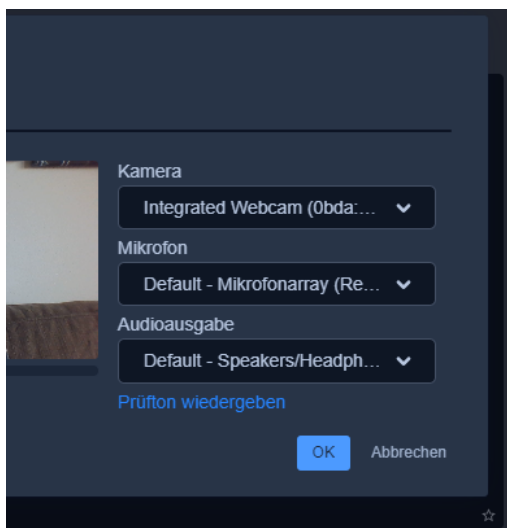 Kamera
Integrated Webcam (0bda:...
Mikrofon
Default - Mikrofonarray (Re...
Audioausgabe
Default - Speakers/Headph...
Prüfton wiedergeben
OK
Abbrechen